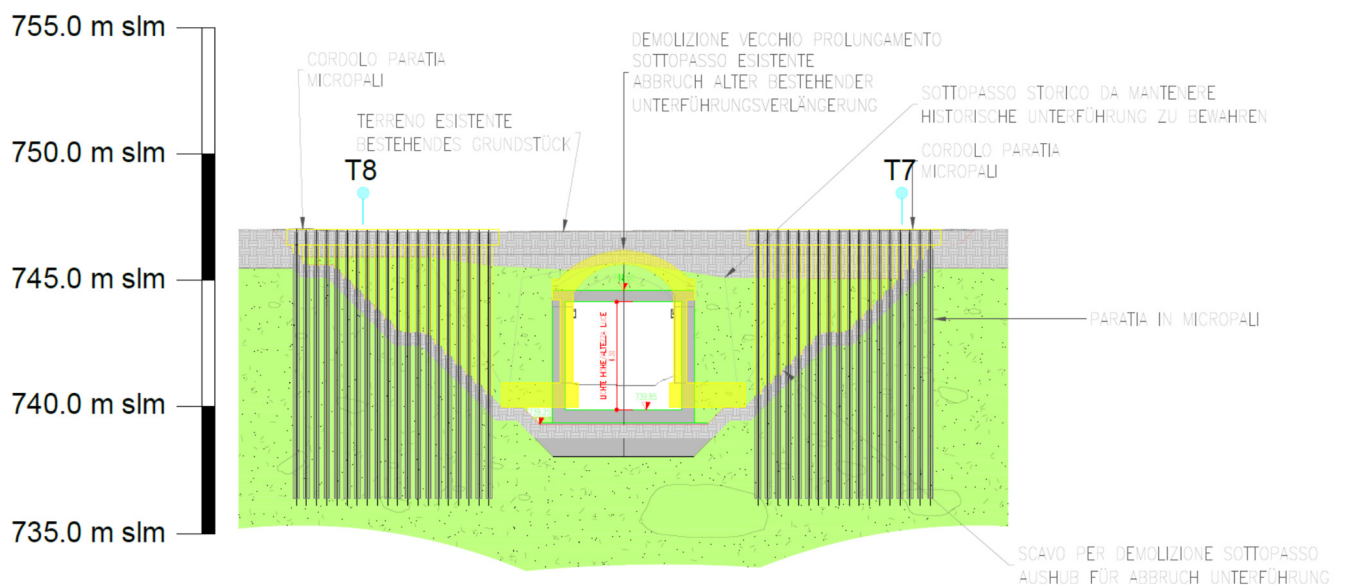 755.0 m slm
750.0 m slm
745.0 m slm
740.0 m slm
735.0 m slm
CORDOLO PARATIA
MICROPALI
TERRENO ESISTENTE
BESTEHENDES GRUNDSTÜCK
T8
DEMOLIZIONE VECCHIO PROLUNGAMENTO
SOTTOPASSO ESISTENTE
ABBRUCH ALTER BESTEHENDER
UNTERFÜHRUNGSVERLÄNGERUNG
SOTTOPASSO STORICO DA MANTENERE
HISTORISCHE UNTERFÜHRUNG ZU BEWAHREN
CORDOLO PARATIA
MICROPALI
T7
PARATIA IN MICROPALI
SCAVO PER DEMOLIZIONE SOTTOPASSO
AUSHUB FÜR ABBRUCH UNTERFÜHRUNG